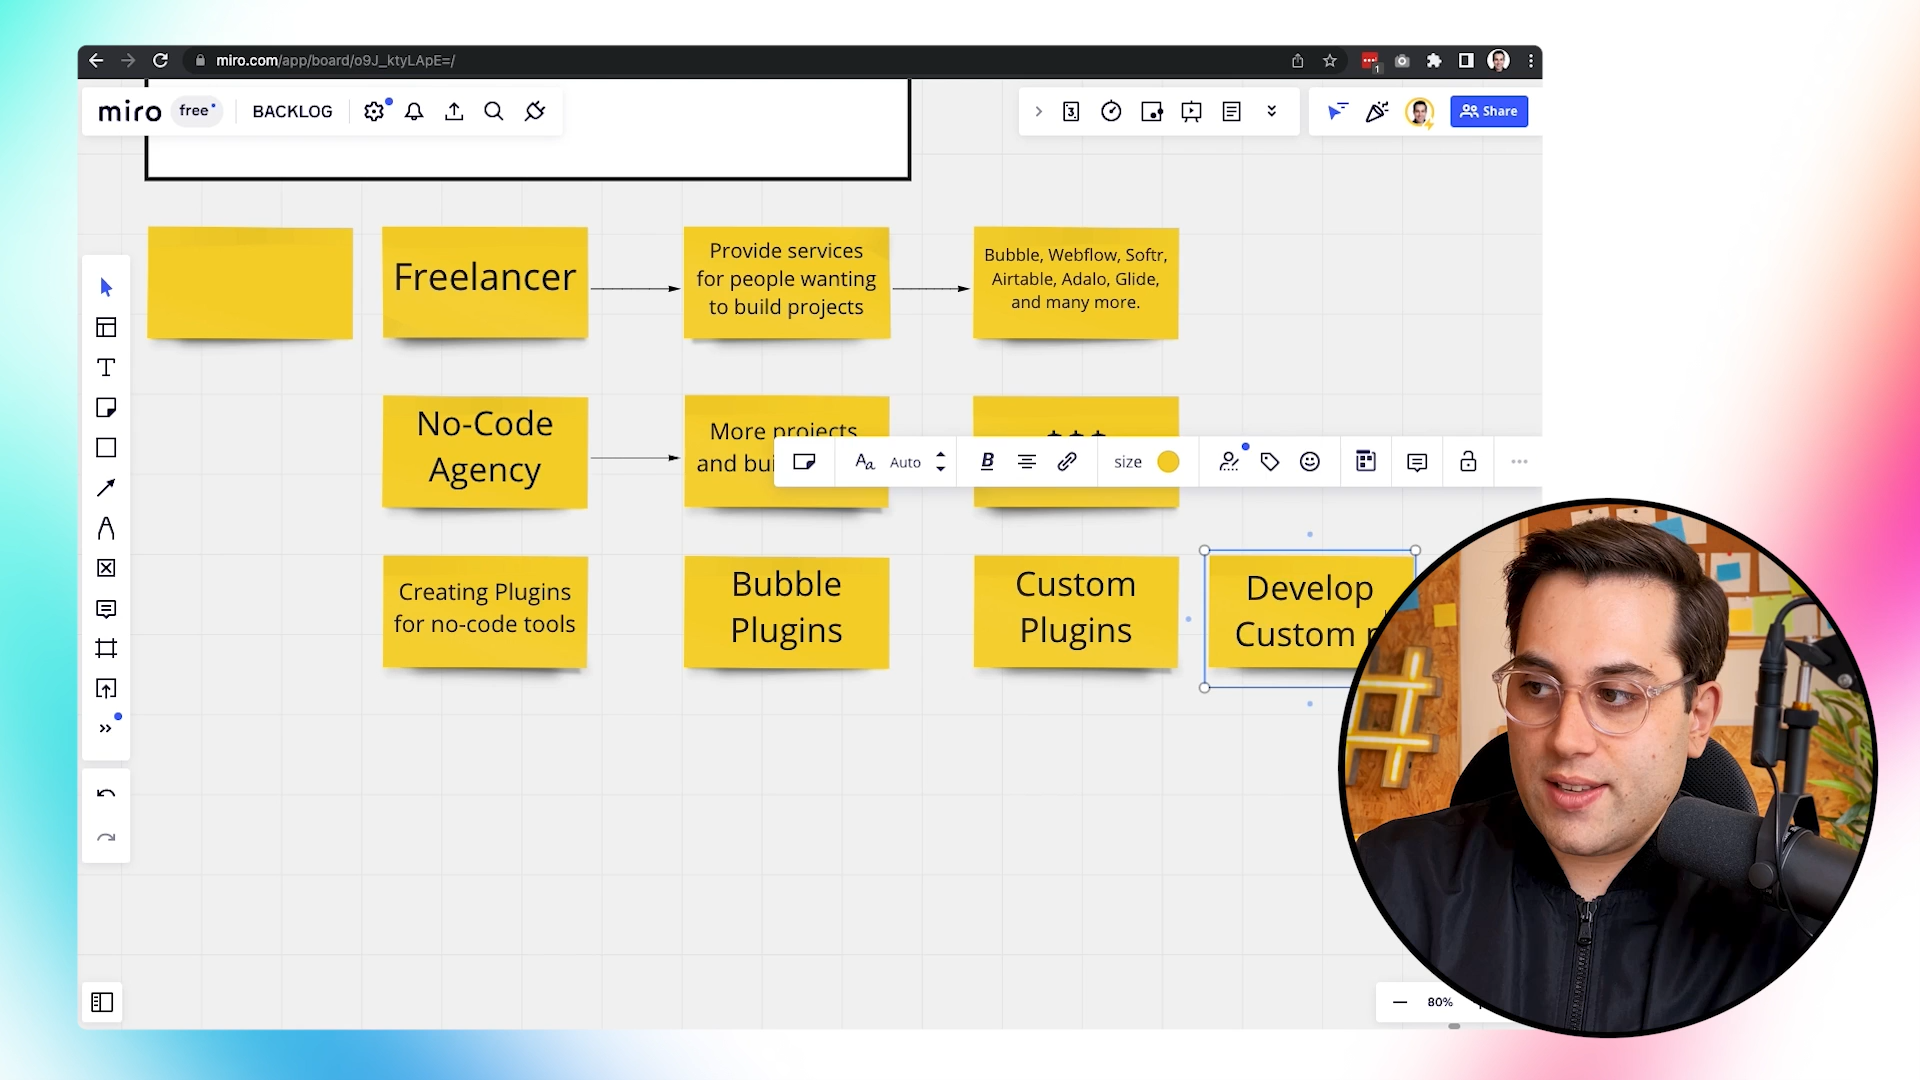 miro.com/app/board/o9J_ktyLApE=/
1
miro
free
BACKLOG
3
Share
Freelancer
Provide services
for people wanting
to build projects
Bubble, Webflow, Softr,
Airtable, Adalo, Glide,
and many more.
No-Code
Agency
More projects
and bui
$$$
Auto
B
size
Creating Plugins
for no-code tools
Bubble
Plugins
Custom
Plugins
Develop
Custom
80%